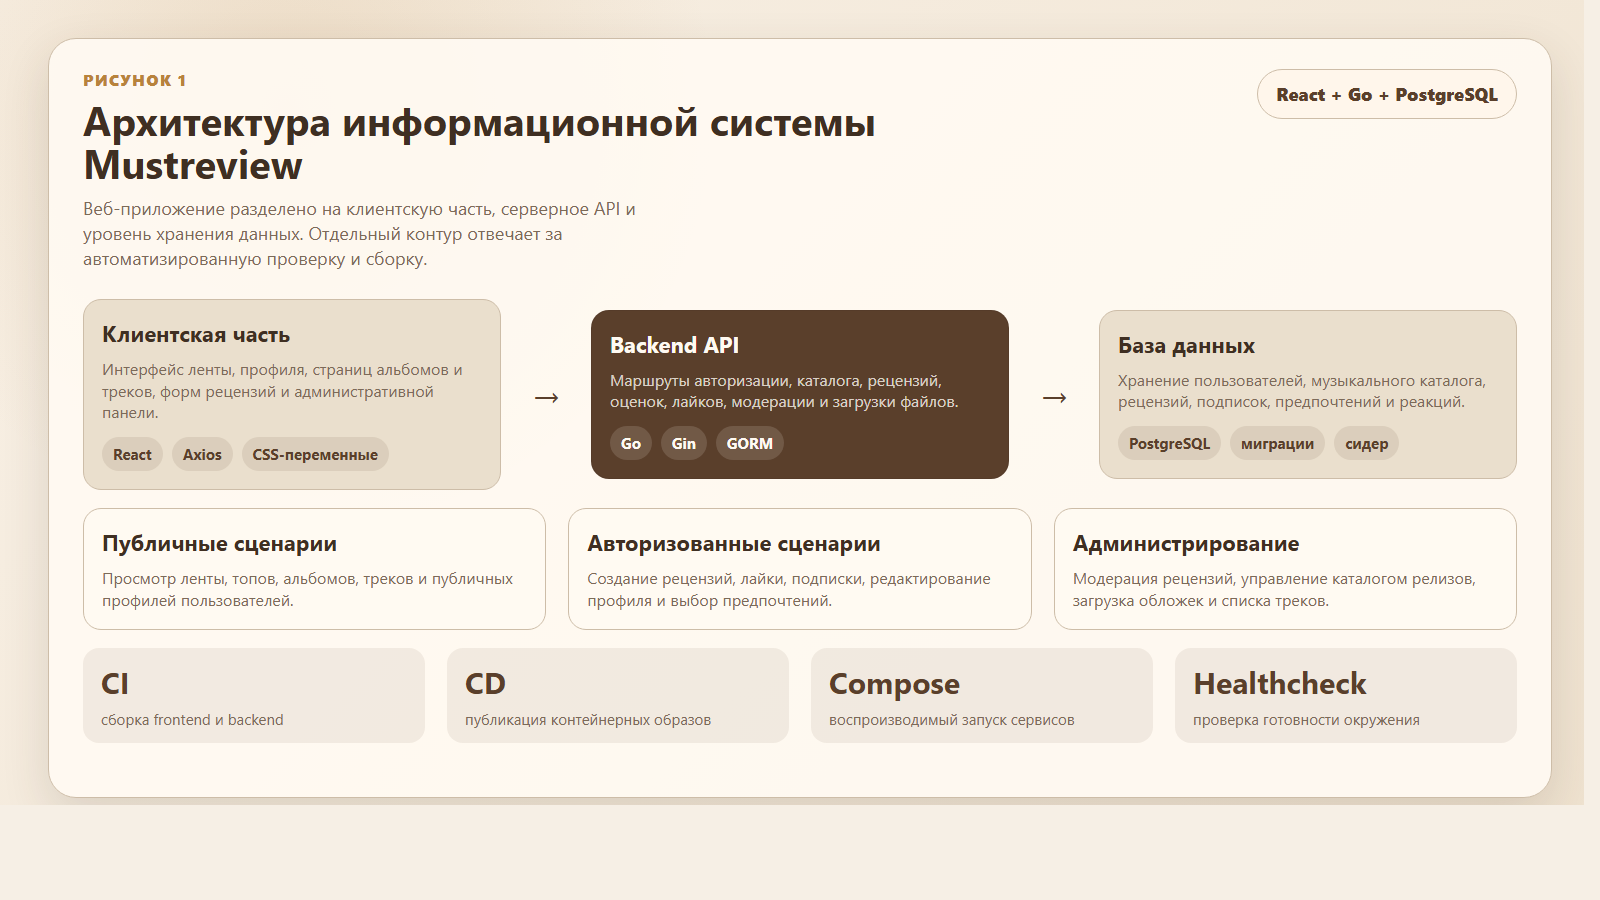 РИСУНОК 1
React + Go + PostgreSQL
Архитектура информационной системы
Mustreview
Веб-приложение разделено на клиентскую часть, серверное API и
уровень хранения данных. Отдельный контур отвечает за
автоматизированную проверку и сборку.
Клиентская часть
Интерфейс ленты, профиля, страниц альбомов и
треков, форм рецензий и административной
панели.
React
Axios
CSS-переменные
→
Backend API
Маршруты авторизации, каталога, рецензий,
оценок, лайков, модерации и загрузки файлов.
Go
Gin
GORM
→
База данных
Хранение пользователей, музыкального каталога,
рецензий, подписок, предпочтений и реакций.
PostgreSQL
миграции
сидер
Публичные сценарии
Просмотр ленты, топов, альбомов, треков и публичных
профилей пользователей.
Авторизованные сценарии
Создание рецензий, лайки, подписки, редактирование
профиля и выбор предпочтений.
Администрирование
Модерация рецензий, управление каталогом релизов,
загрузка обложек и списка треков.
CI
сборка frontend и backend
CD
публикация контейнерных образов
Compose
воспроизводимый запуск сервисов
Healthcheck
проверка готовности окружения